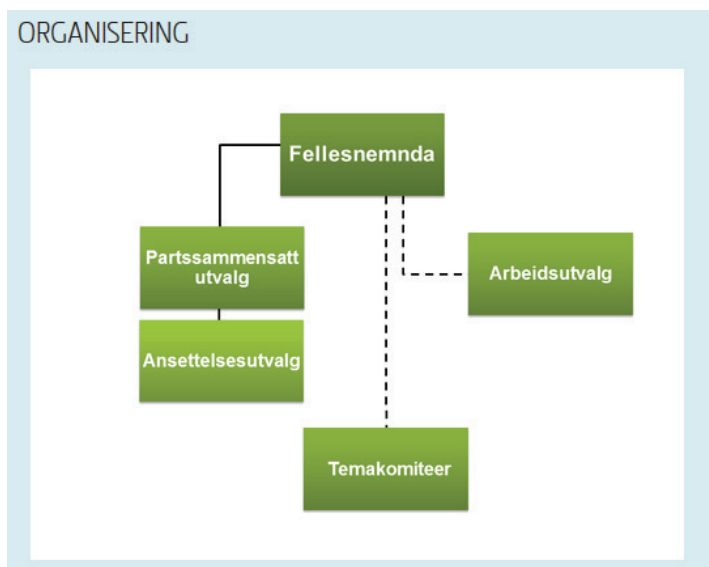 ORGANISERING
Fellesnemnda
Partssammensatt
utvalg
Arbeidsutvalg
Ansettelsesutvalg
Temakomiteer